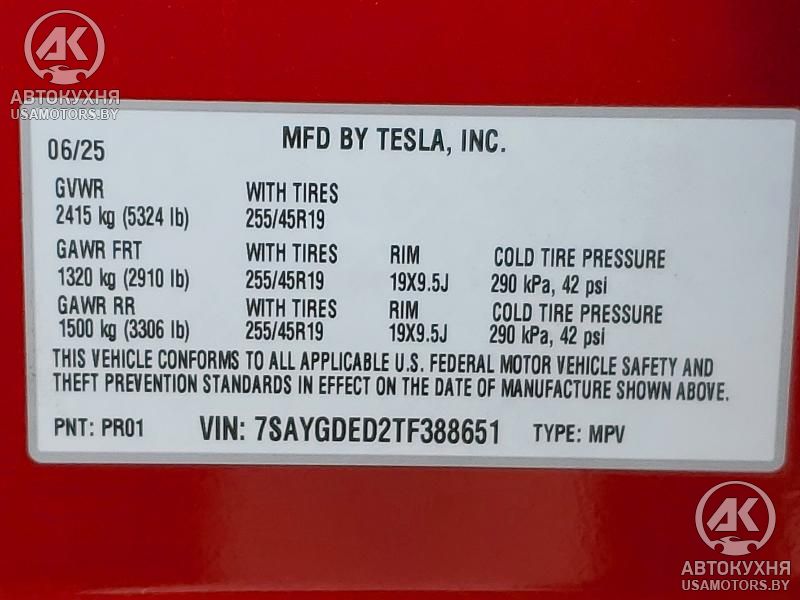 AK
АВТОКУХНЯ
USAMOTORS.BY
06/25 MFD BY TESLA, INC.
GVWR WITH TIRES
2415 kg (5324 lb) 255/45R19
GAWR FRT WITH TIRES RIM COLD TIRE PRESSURE
1320 kg (2910 lb) 255/45R19 19X9.5J 290 kPa, 42 psi
GAWR RR WITH TIRES RIM COLD TIRE PRESSURE
1500 kg (3306 lb) 255/45R19 19X9.5J 290 kPa, 42 psi
THIS VEHICLE CONFORMS TO ALL APPLICABLE U.S. FEDERAL MOTOR VEHICLE SAFETY AND
THEFT PREVENTION STANDARDS IN EFFECT ON THE DATE OF MANUFACTURE SHOWN ABOVE.
PNT: PR01 VIN: 7SAYGDED2TF388651 TYPE: MPV
AK
АВТОКУХНЯ
USAMOTORS.BY